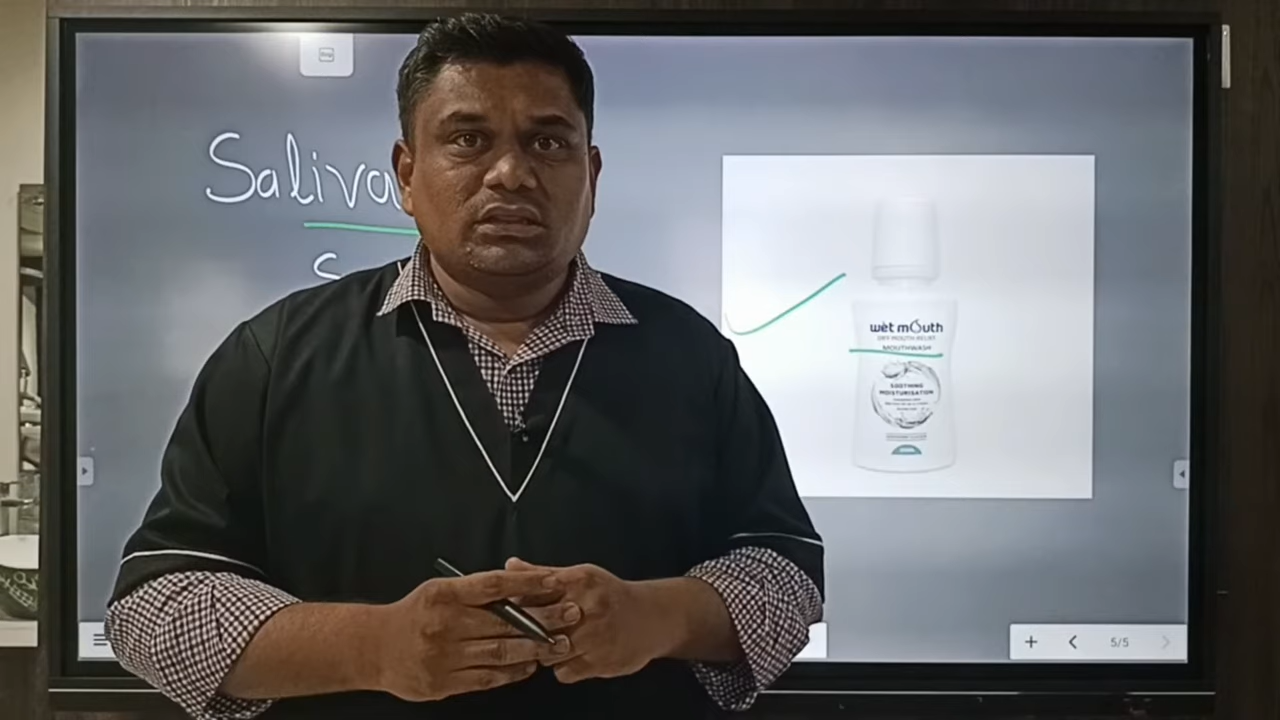 Saliva
S
wet mouth
DRY MOUTH RELIEF
MOUTHWASH
SOOTHING
MOISTURISATION
5/5